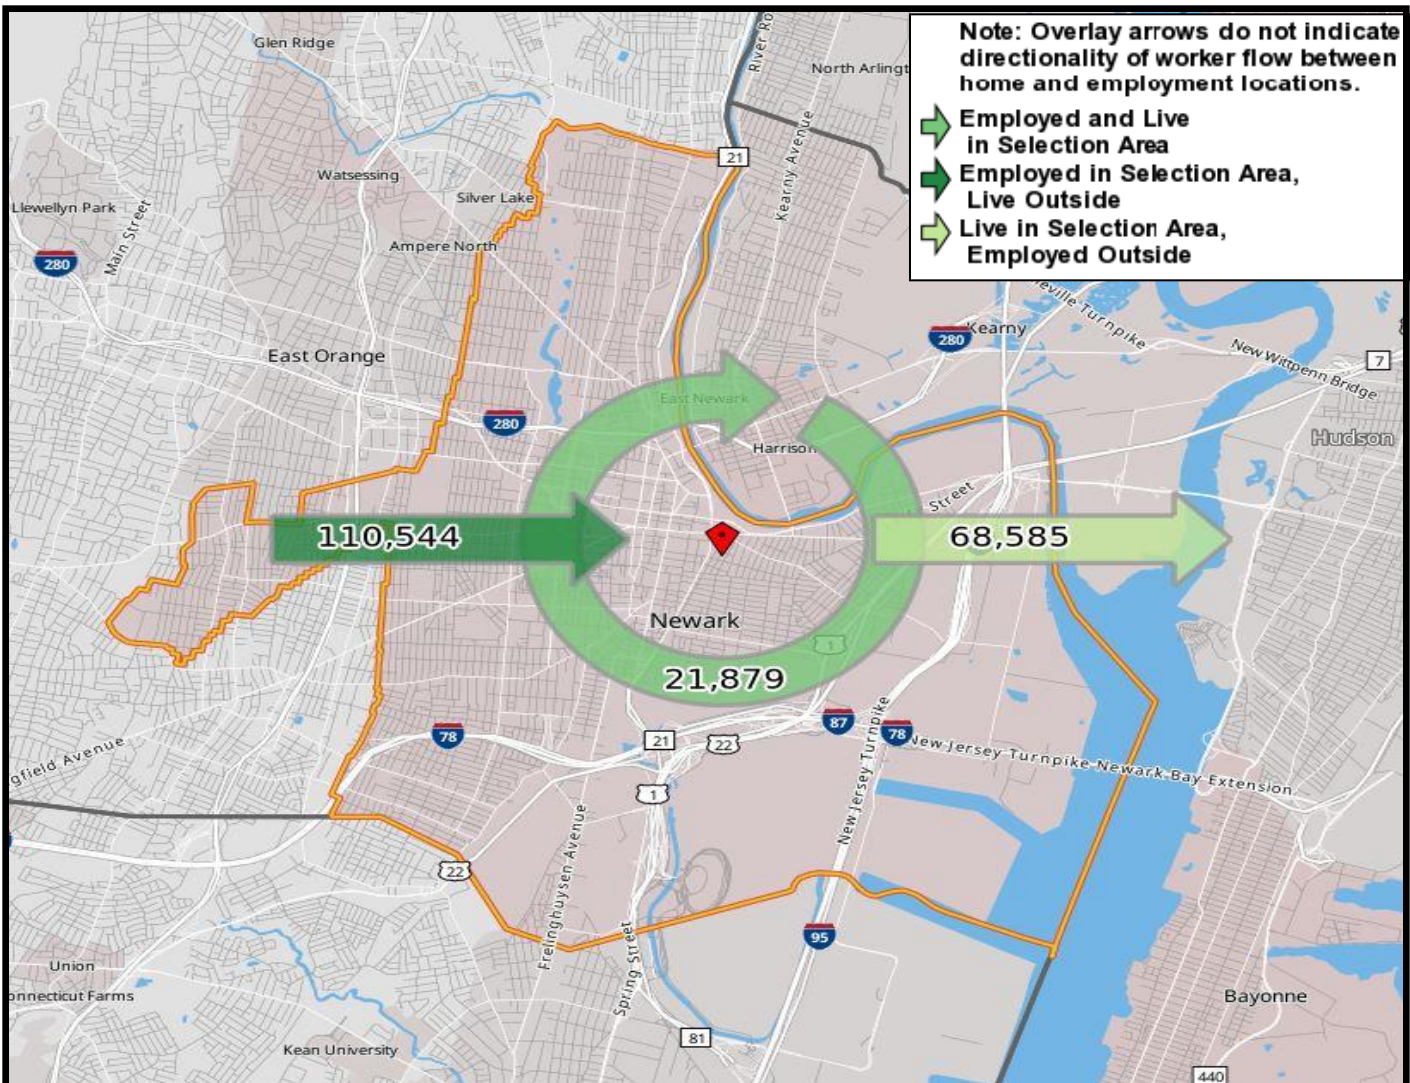 Note: Overlay arrows do not indicate
directionality of worker flow between
home and employment locations.
Employed and Live
in Selection Area
Employed in Selection Area,
Live Outside
Live in Selection Area,
Employed Outside
Glen Ridge
River Ro
North Arlingt
21
Kearny Avenue
Watsessing
Silver Lake
Llewellyn Park
Main Street
Ampere North
280
eville Turnpike
Kearny
280
New Wittpenn Bridge
7
East Orange
East Newark
280
Harrison
Hudson
Street
110,544
68,585
Newark
1
21,879
78
21
22
87
78
New Jersey Turnpike Newark Bay Extension
gfield Avenue
1
New Jersey Turnpike
22
Frelinghuysen Avenue
Spring Street
95
Union
onnecticut Farms
Bayonne
81
Kean University
440